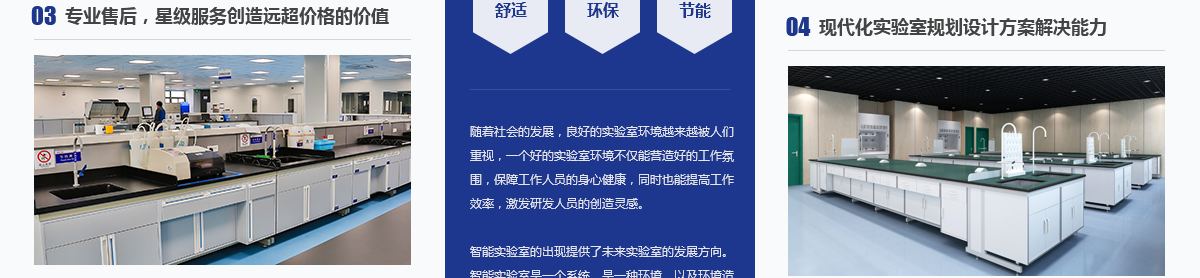 03 专业售后，星级服务创造远超价格的价值
舒适
环保
节能
随着社会的发展，良好的实验室环境越来越被人们
重视，一个好的实验室环境不仅能营造好的工作氛
围，保障工作人员的身心健康，同时也能提高工作
效率，激发研发人员的创造灵感。
智能实验室的出现提供了未来实验室的发展方向。
智能实验室是一个系统，是一种环境，以及环境造
04 现代化实验室规划设计方案解决能力